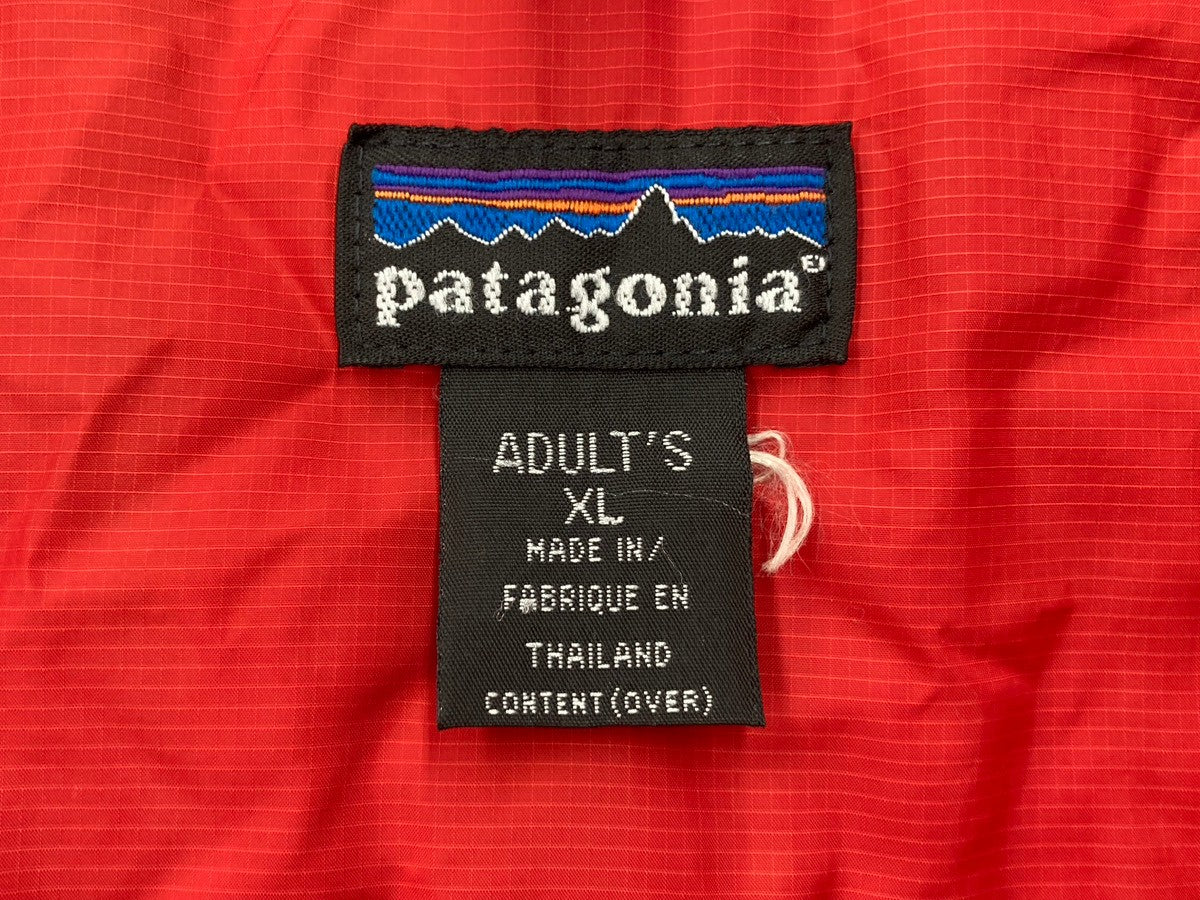 patagonia®
ADULT'S
XL
MADE IN/
FABRIQUE EN
THAILAND
CONTENT (OVER)